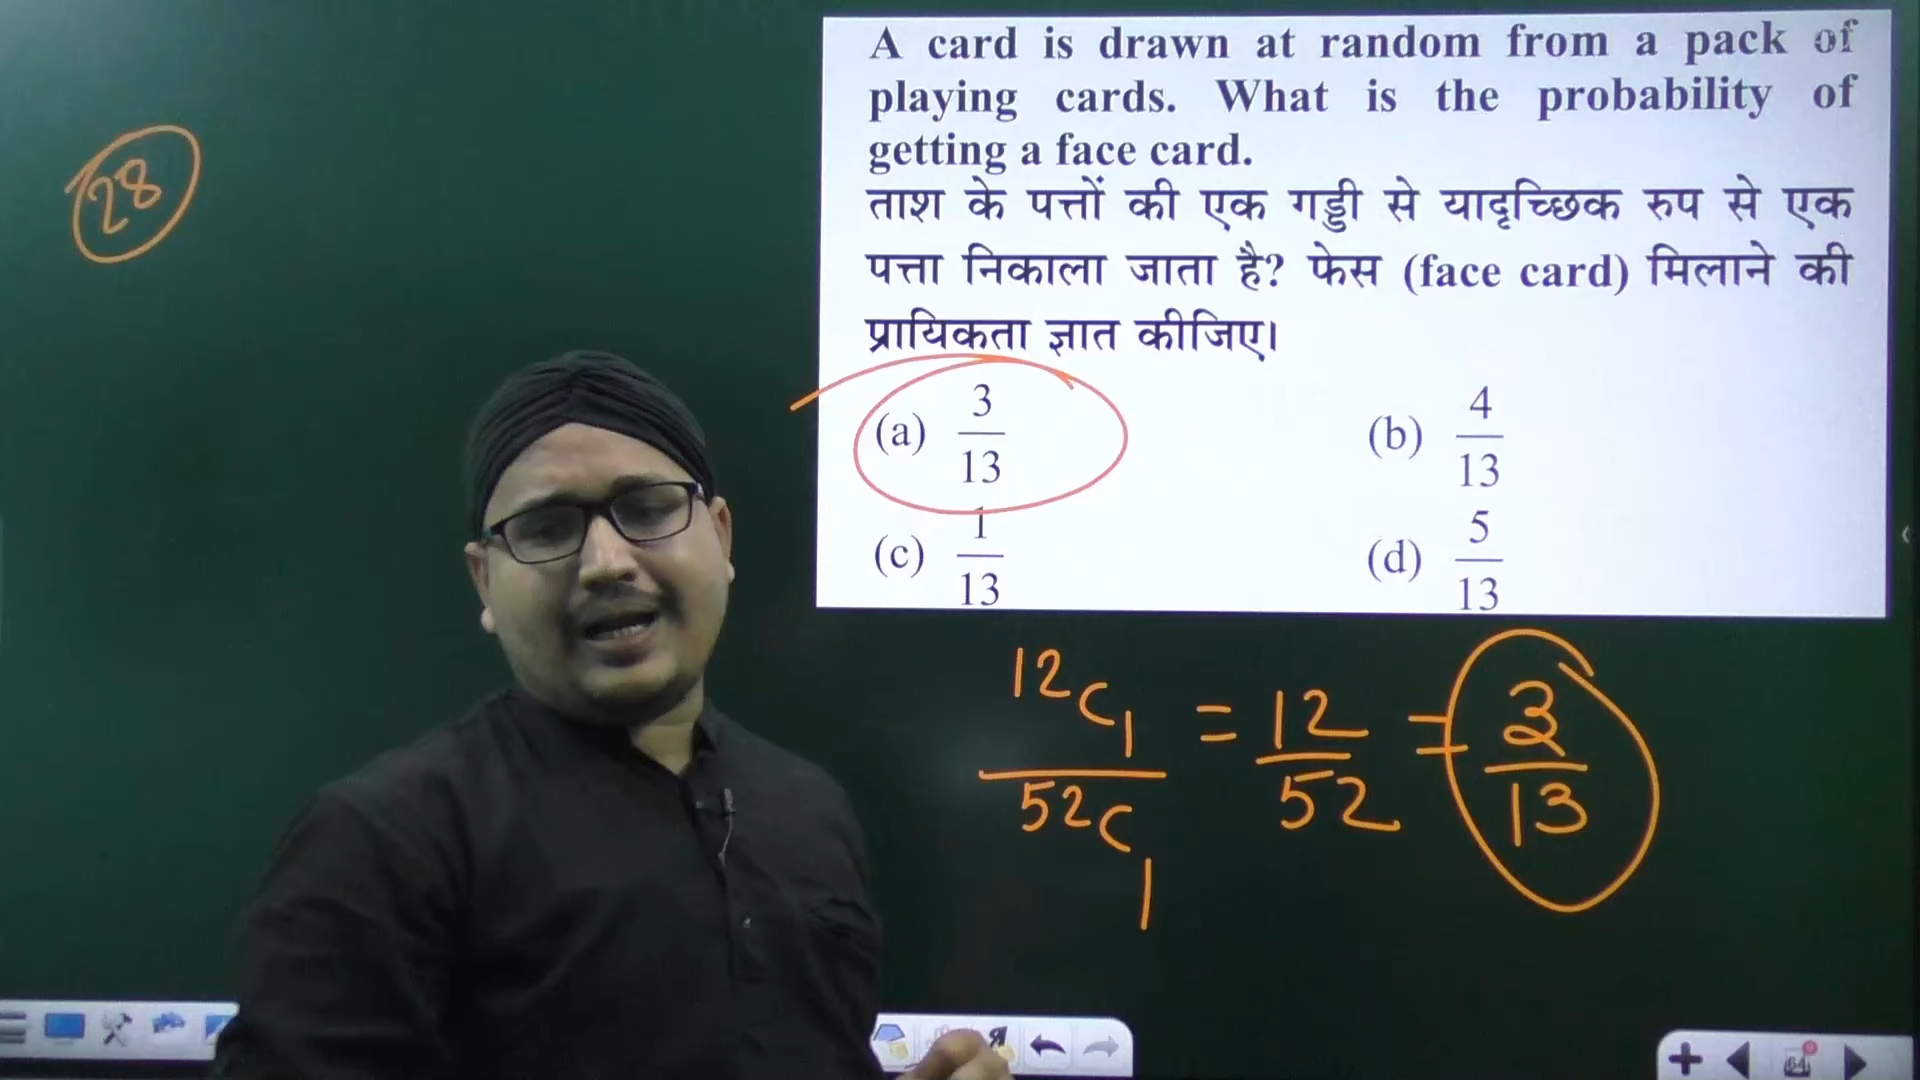 28
A card is drawn at random from a pack of
playing cards. What is the probability of
getting a face card.
ताश के पत्तों की एक गड्डी से यादृच्छिक रुप से एक
पत्ता निकाला जाता है? फेस (face card) मिलाने की
प्रायिकता ज्ञात कीजिए।
(a) 3/13 (b) 4/13
(c) 1/13 (d) 5/13
12C1/52C1 = 12/52 = 3/13
64